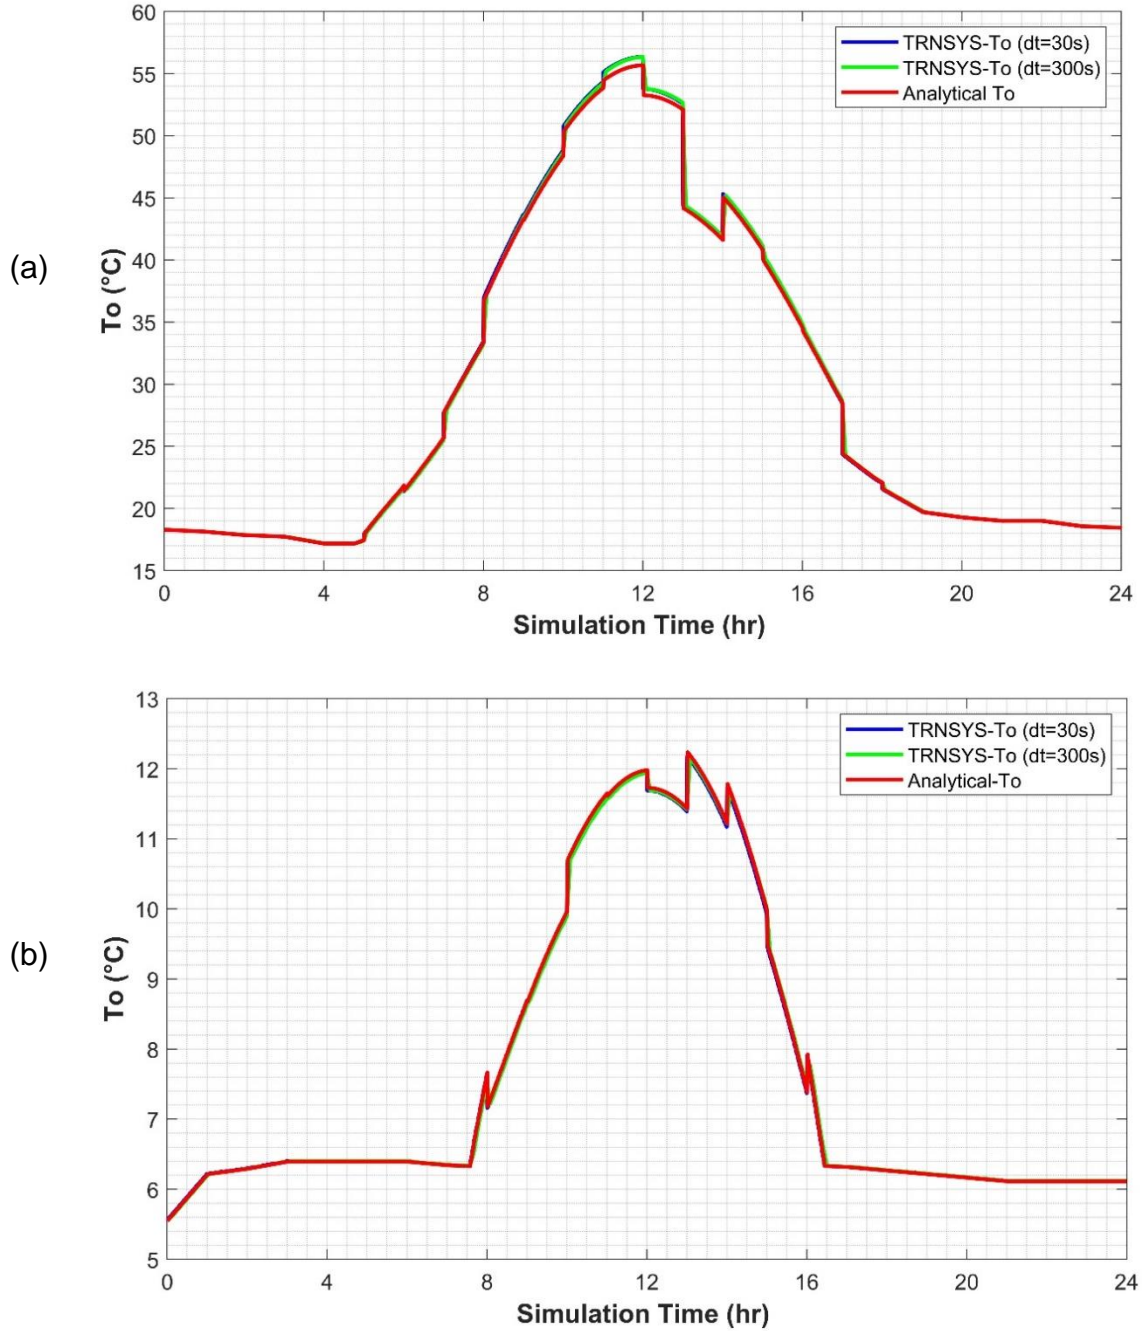 (a)
To (°C)
60
55
50
45
40
35
30
25
20
15
TRNSYS-To (dt=30s)
TRNSYS-To (dt=300s)
Analytical To
0 4 8 12 16 20 24
Simulation Time (hr)
(b)
To (°C)
13
12
11
10
9
8
7
6
5
TRNSYS-To (dt=30s)
TRNSYS-To (dt=300s)
Analytical-To
0 4 8 12 16 20 24
Simulation Time (hr)